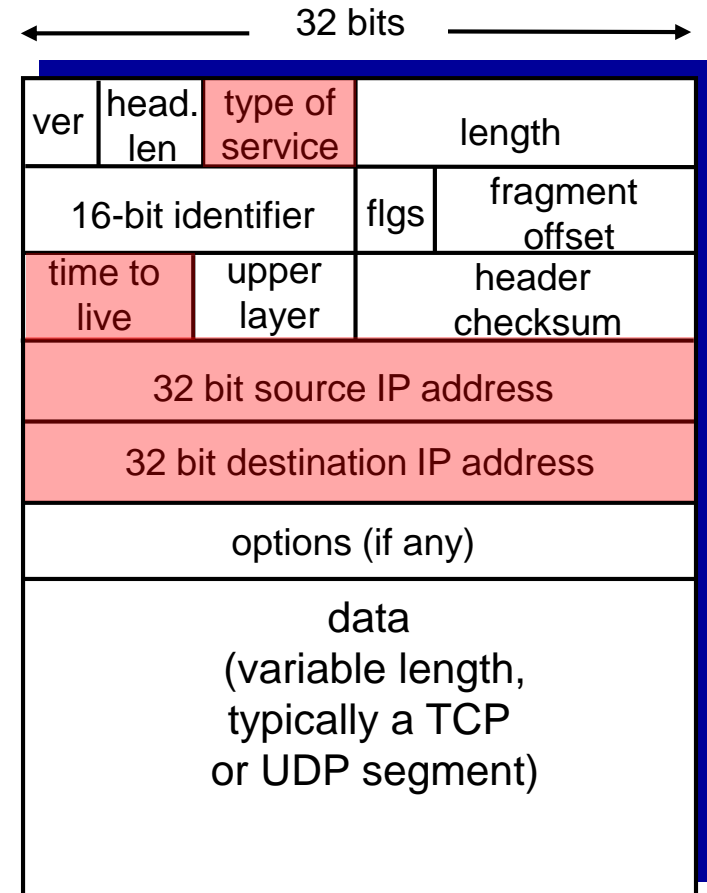 32 bits
ver head. len type of service length
16-bit identifier flgs fragment offset
time to live upper layer header checksum
32 bit source IP address
32 bit destination IP address
options (if any)
data
(variable length,
typically a TCP
or UDP segment)